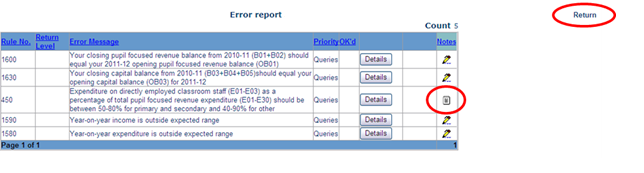 Error report
Return
Count 5
Rule No. Return Level Error Message Priority OK'd Notes
1600 Your closing pupil focused revenue balance from 2010-11 (B01+B02) should
equal your 2011-12 opening pupil focused revenue balance (OB01) Queries Details
1630 Your closing capital balance from 2010-11 (B03+B04+B05)should equal your
opening capital balance (OB03) for 2011-12 Queries Details
450 Expenditure on directly employed classroom staff (E01-E03) as a
percentage of total pupil focused revenue expenditure (E01-E30) should be
between 50-80% for primary and secondary and 40-90% for other Queries Details
1590 Year-on-year income is outside expected range Queries Details
1580 Year-on-year expenditure is outside expected range Queries Details
Page 1 of 1 1